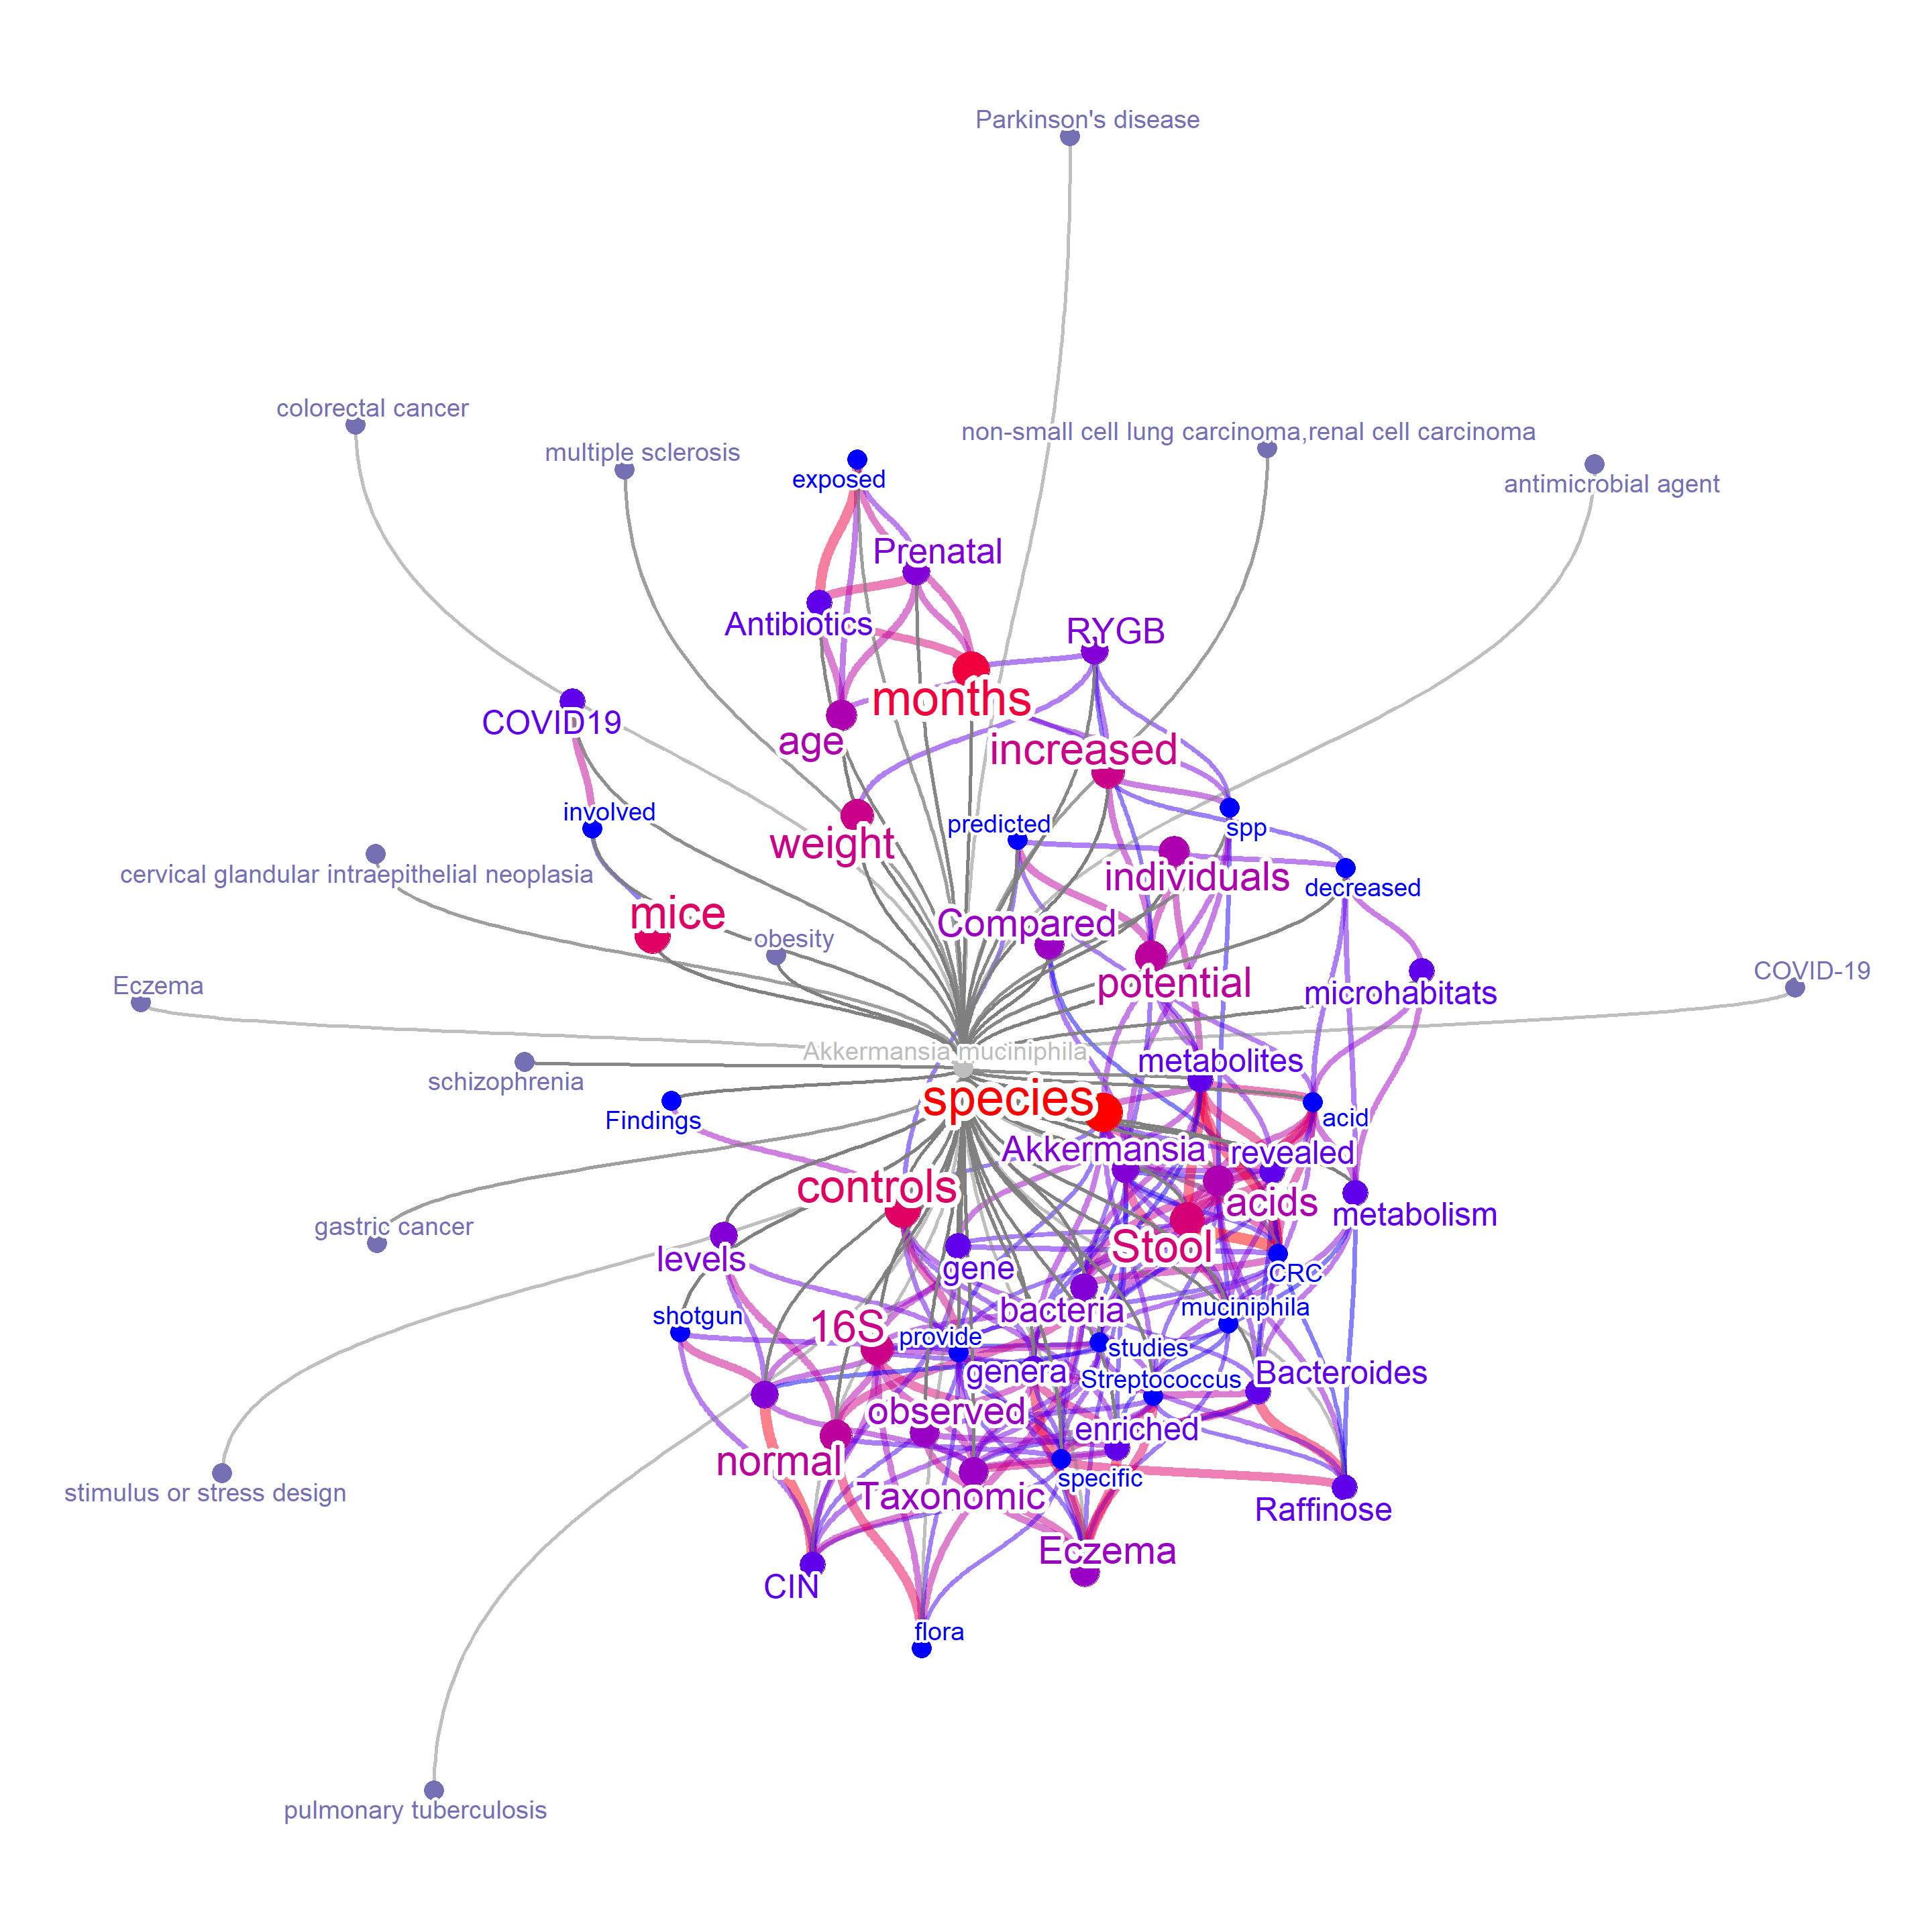 Parkinson's disease
colorectal cancer
non-small cell lung carcinoma,renal cell carcinoma
multiple sclerosis
exposed
antimicrobial agent
Prenatal
Antibiotics
RYGB
months
COVID19
age
increased
involved
predicted
spp
weight
cervical glandular intraepithelial neoplasia
individuals
decreased
mice
Compared
obesity
potential
COVID-19
Eczema
microhabitats
Akkermansia muciniphila
metabolites
schizophrenia
species
Findings
acid
Akkermansia
revealed
controls
acids
metabolism
gastric cancer
levels
Stool
gene
CRC
bacteria
muciniphila
shotgun
16S
provide
studies
genera
Streptococcus
Bacteroides
observed
enriched
normal
specific
stimulus or stress design
Taxonomic
Raffinose
Eczema
CIN
flora
pulmonary tuberculosis